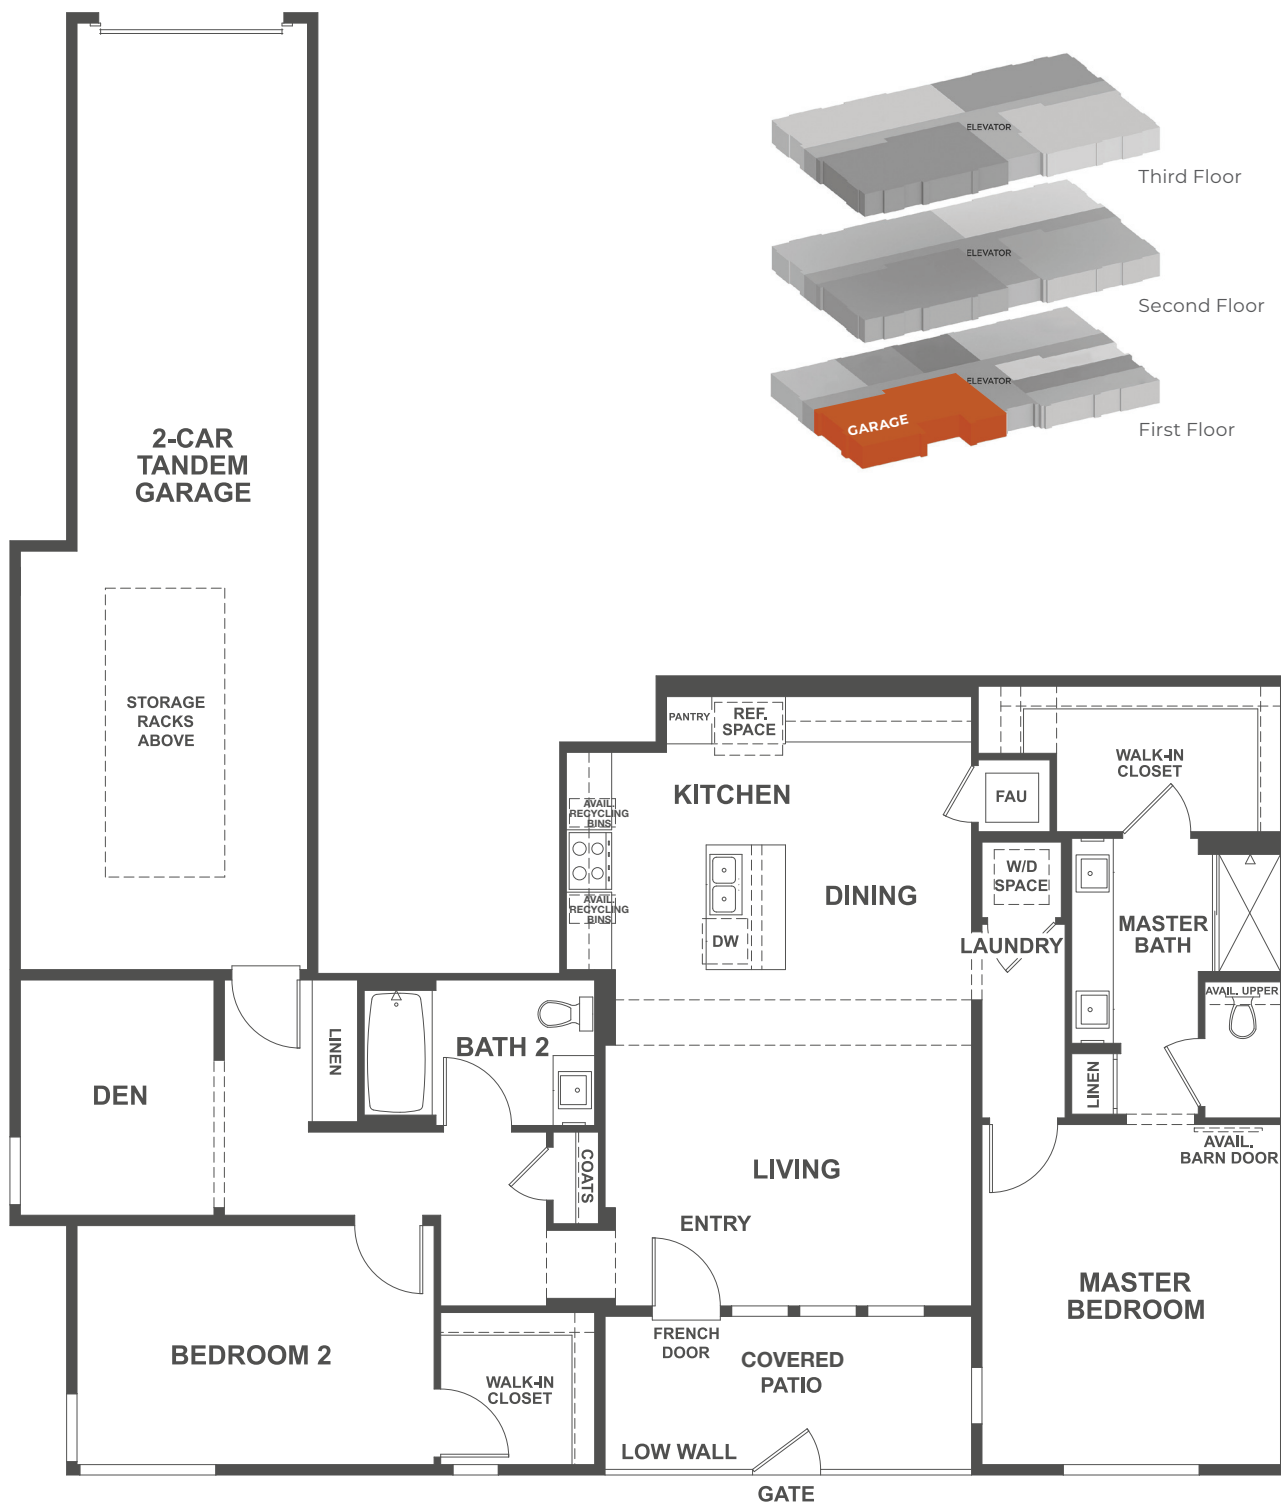 ELEVATOR
Third Floor
ELEVATOR
Second Floor
ELEVATOR
GARAGE
First Floor
2-CAR
TANDEM
GARAGE
STORAGE
RACKS
ABOVE
PANTRY
REF.
SPACE
WALK-IN
CLOSET
KITCHEN
FAU
AVAIL.
RECYCLING
BINS
W/D
SPACE
DINING
AVAIL.
RECYCLING
BINS
DW
LAUNDRY
MASTER
BATH
AVAIL. UPPER
LINEN
BATH 2
DEN
LINEN
AVAIL.
BARN DOOR
COATS
LIVING
ENTRY
MASTER
BEDROOM
FRENCH
DOOR
BEDROOM 2
COVERED
PATIO
WALK-IN
CLOSET
LOW WALL
GATE